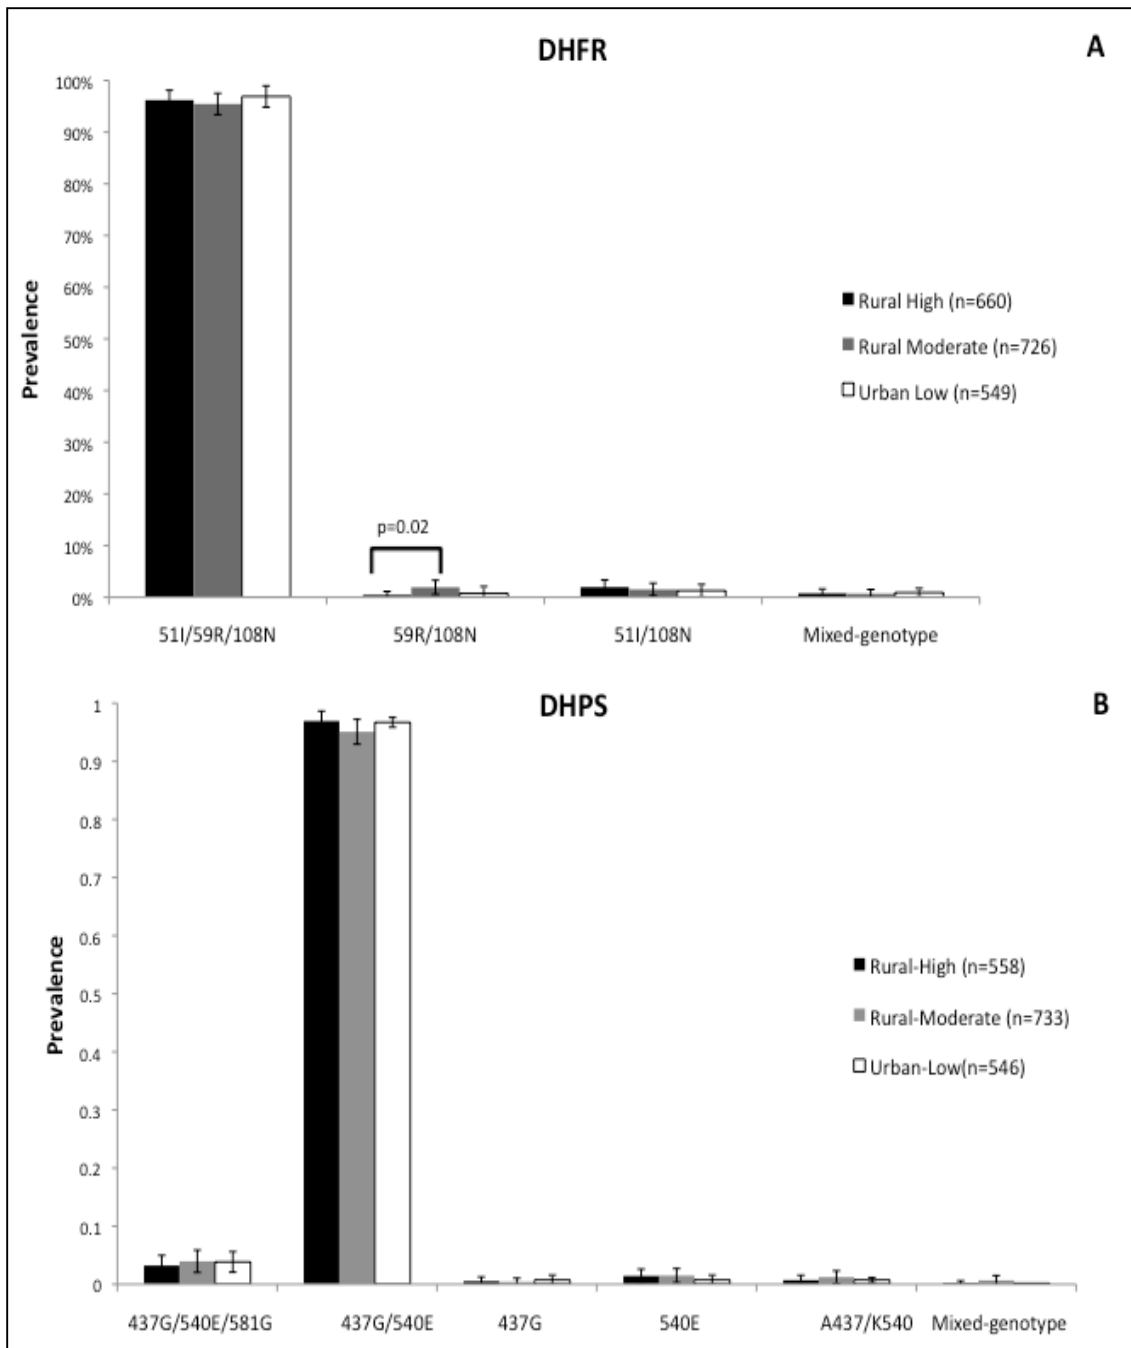 DHFR
A
100%
90%
80%
70%
60%
50%
40%
30%
20%
10%
0%
Prevalence
p=0.02
Rural High (n=660)
Rural Moderate (n=726)
Urban Low (n=549)
51I/59R/108N 59R/108N 51I/108N Mixed-genotype
DHPS
B
1
0.9
0.8
0.7
0.6
0.5
0.4
0.3
0.2
0.1
0
Prevalence
Rural-High (n=558)
Rural-Moderate (n=733)
Urban-Low(n=546)
437G/540E/581G 437G/540E 437G 540E A437/K540 Mixed-genotype